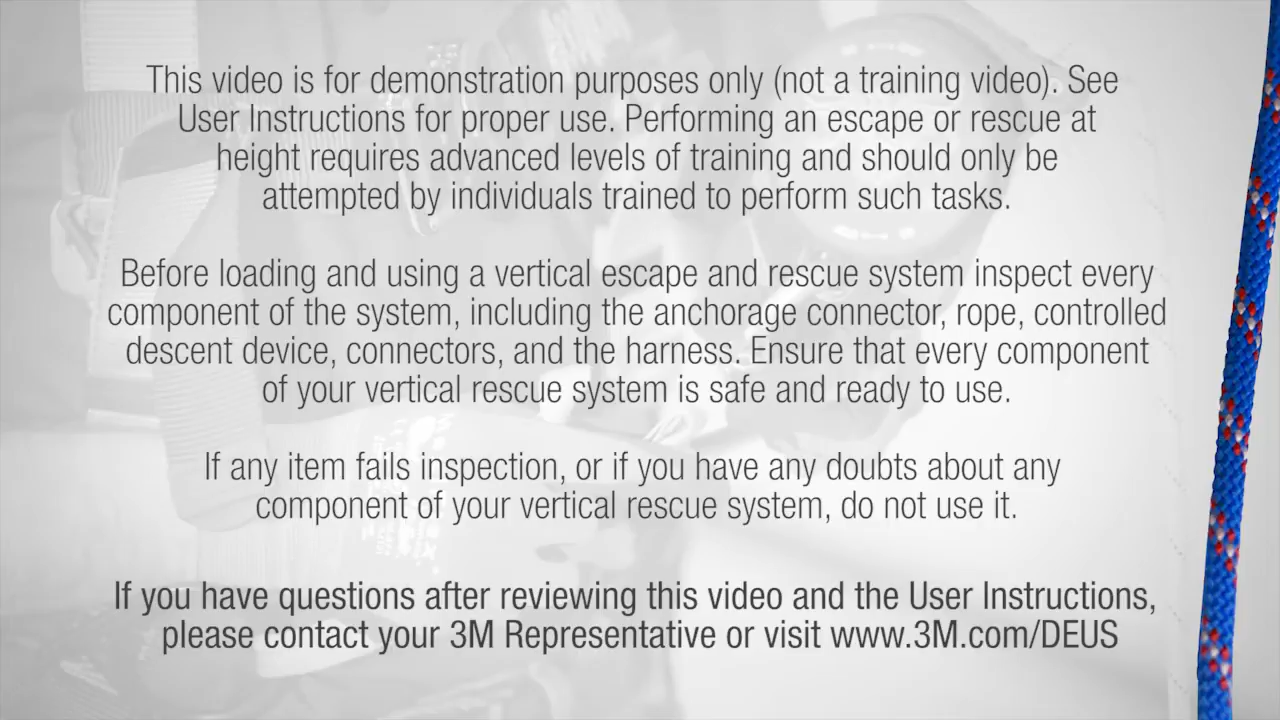 This video is for demonstration purposes only (not a training video). See
User Instructions for proper use. Performing an escape or rescue at
height requires advanced levels of training and should only be
attempted by individuals trained to perform such tasks.
Before loading and using a vertical escape and rescue system inspect every
component of the system, including the anchorage connector, rope, controlled
descent device, connectors, and the harness. Ensure that every component
of your vertical rescue system is safe and ready to use.
If any item fails inspection, or if you have any doubts about any
component of your vertical rescue system, do not use it.
If you have questions after reviewing this video and the User Instructions,
please contact your 3M Representative or visit www.3M.com/DEUS